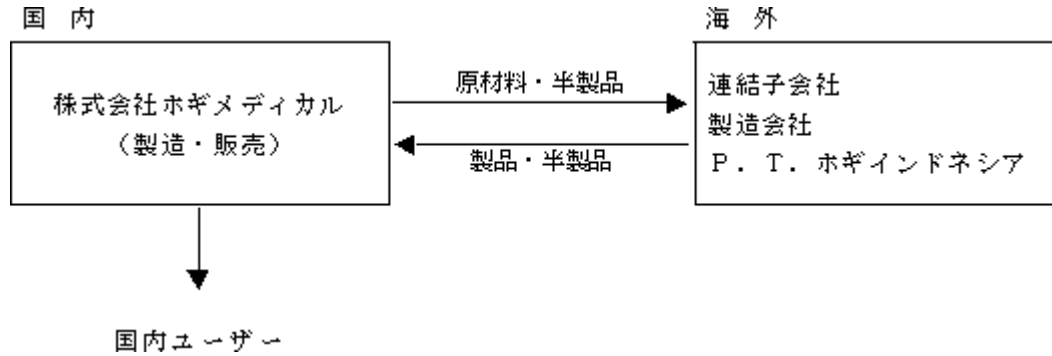 国　内
海　外
株式会社ホギメディカル
（製造・販売）
原材料・半製品
製品・半製品
連結子会社
製造会社
Ｐ．Ｔ．ホギインドネシア
国内ユーザー